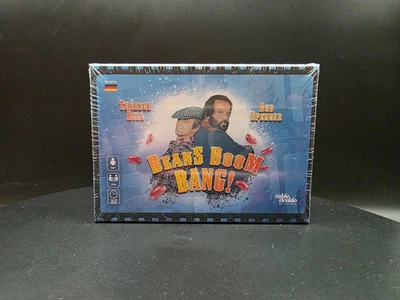 TERENCE
HILL
BUD
SPENCER
BEANS BOOM
BANG!